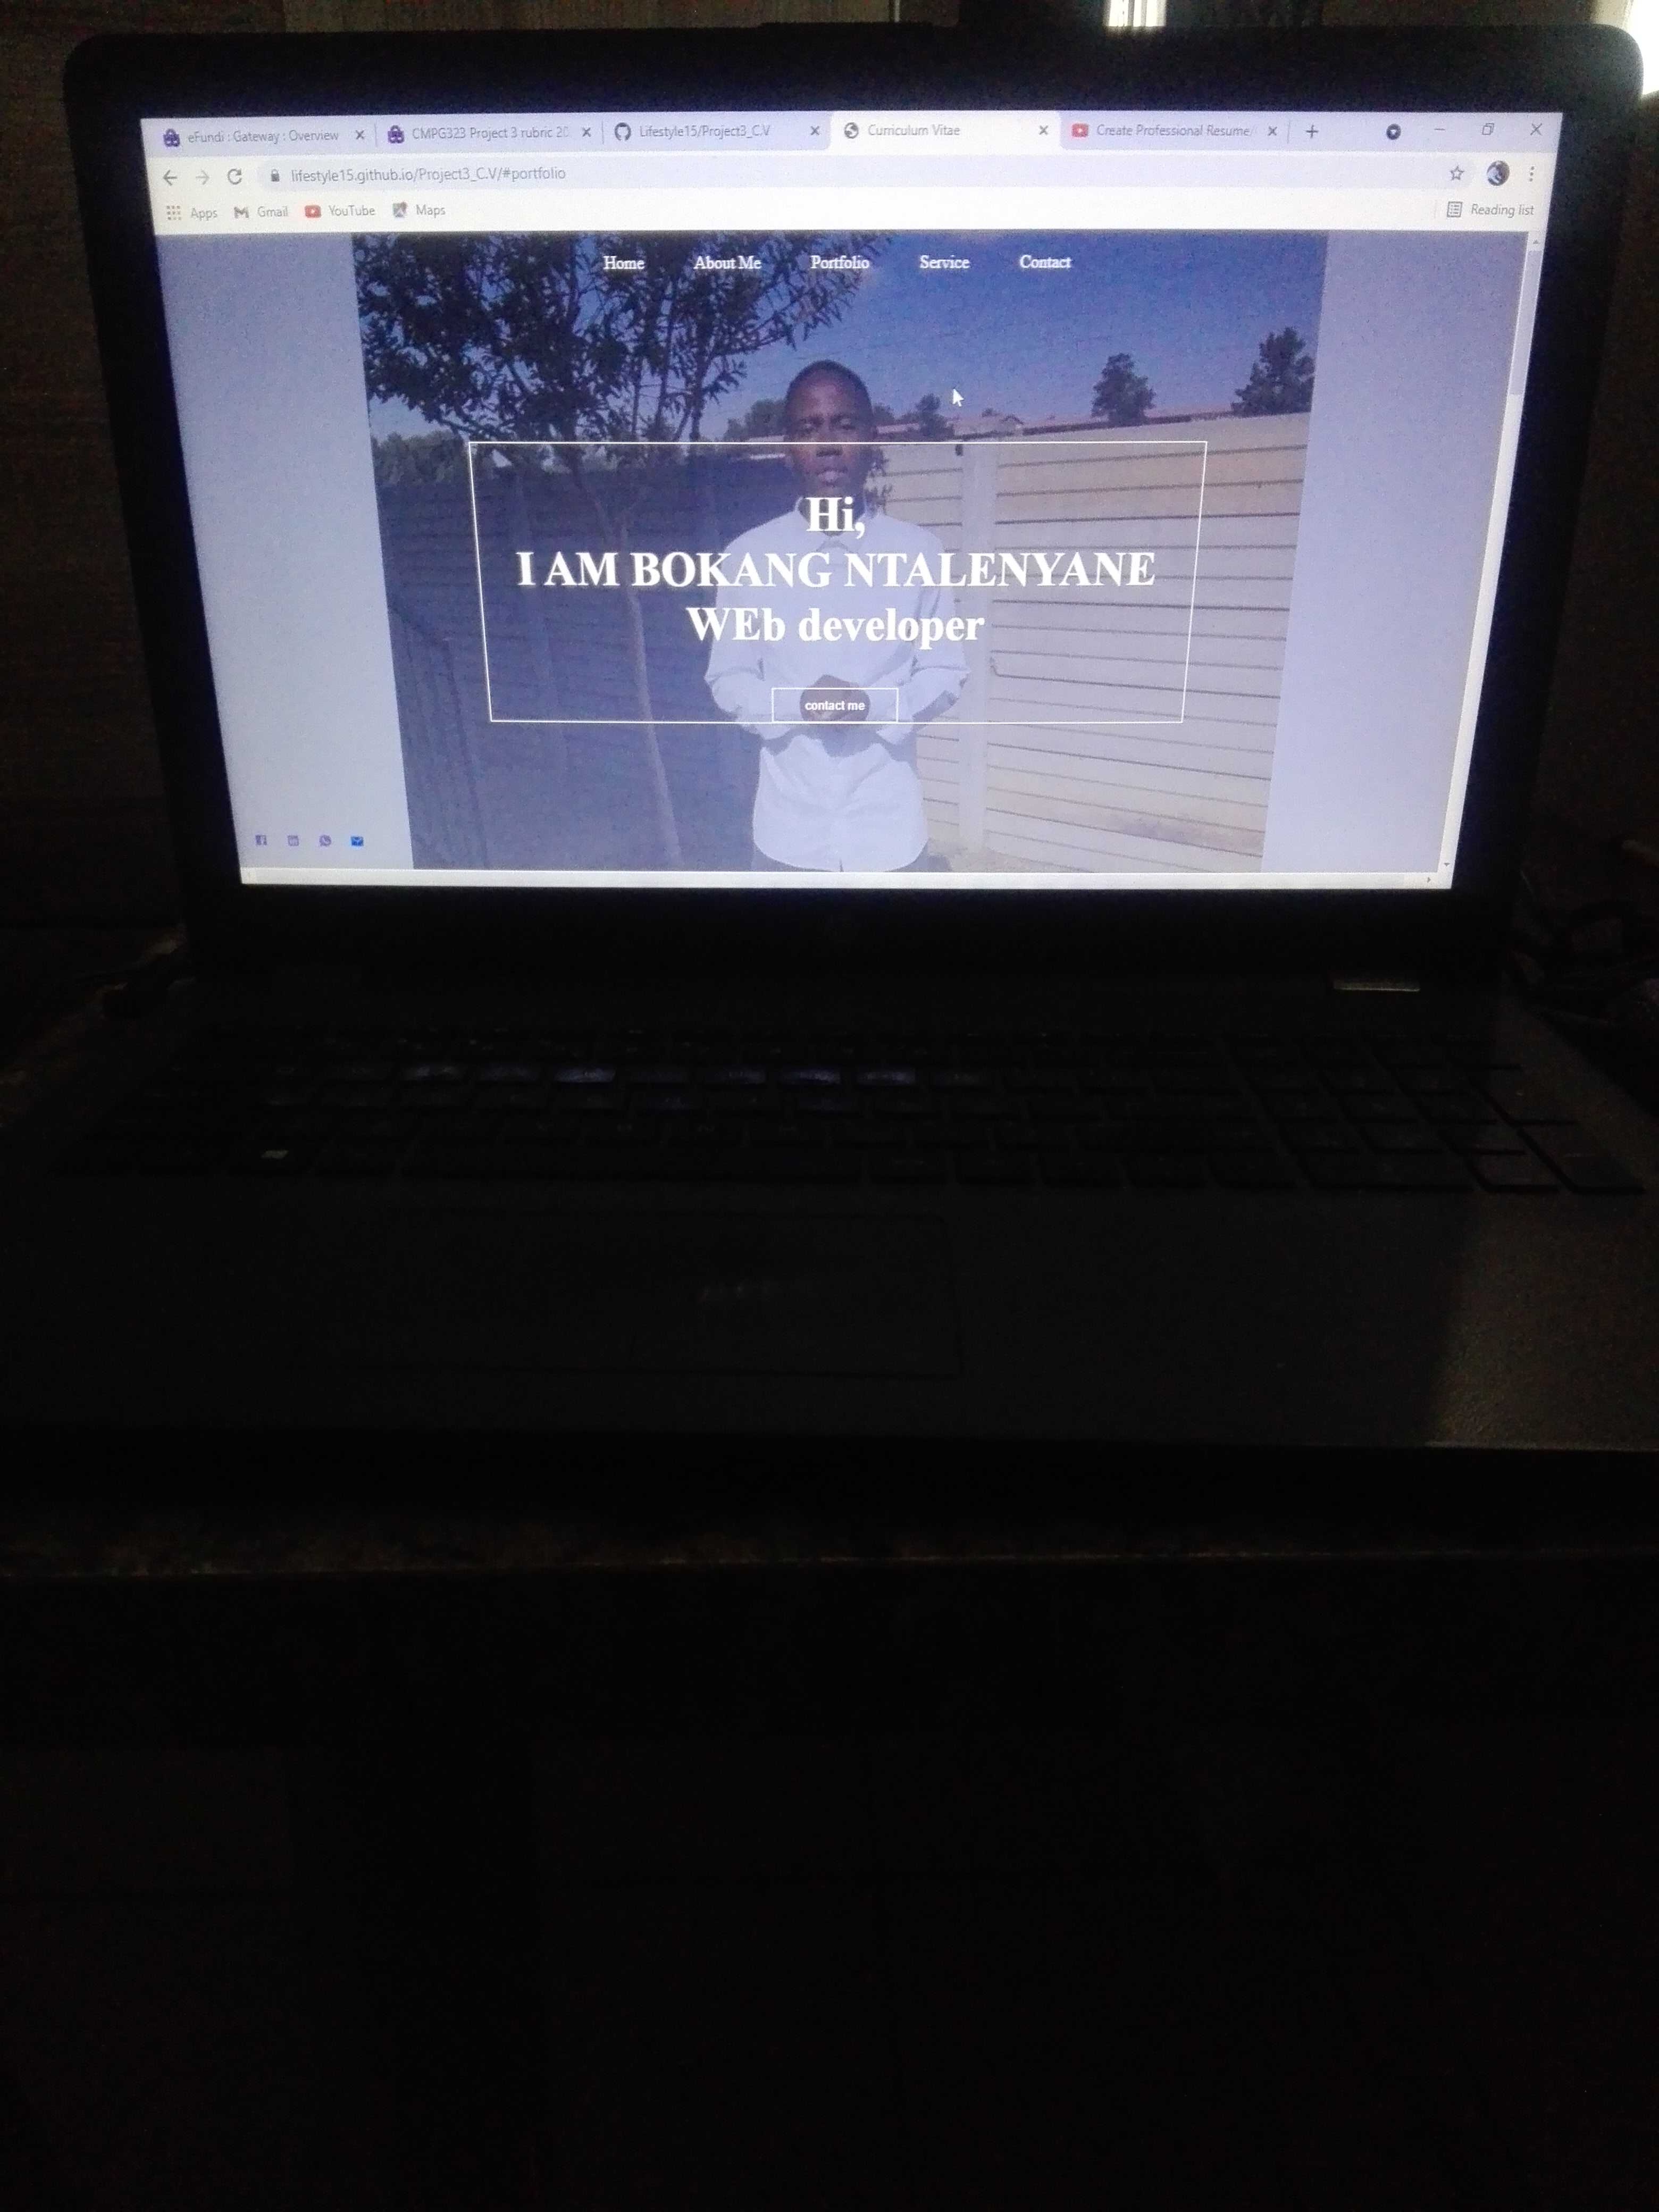 eFundi : Gateway : Overview
CMPG323 Project 3 rubric 20
Lifestyle15/Project3_C.V
Curriculum Vitae
Create Professional Resume/
lifestyle15.github.io/Project3_C.V/#portfolio
Apps
Gmail
YouTube
Maps
Reading list
Home
About Me
Portfolio
Service
Contact
Hi,
I AM BOKANG NTALENYANE
WEb developer
contact me